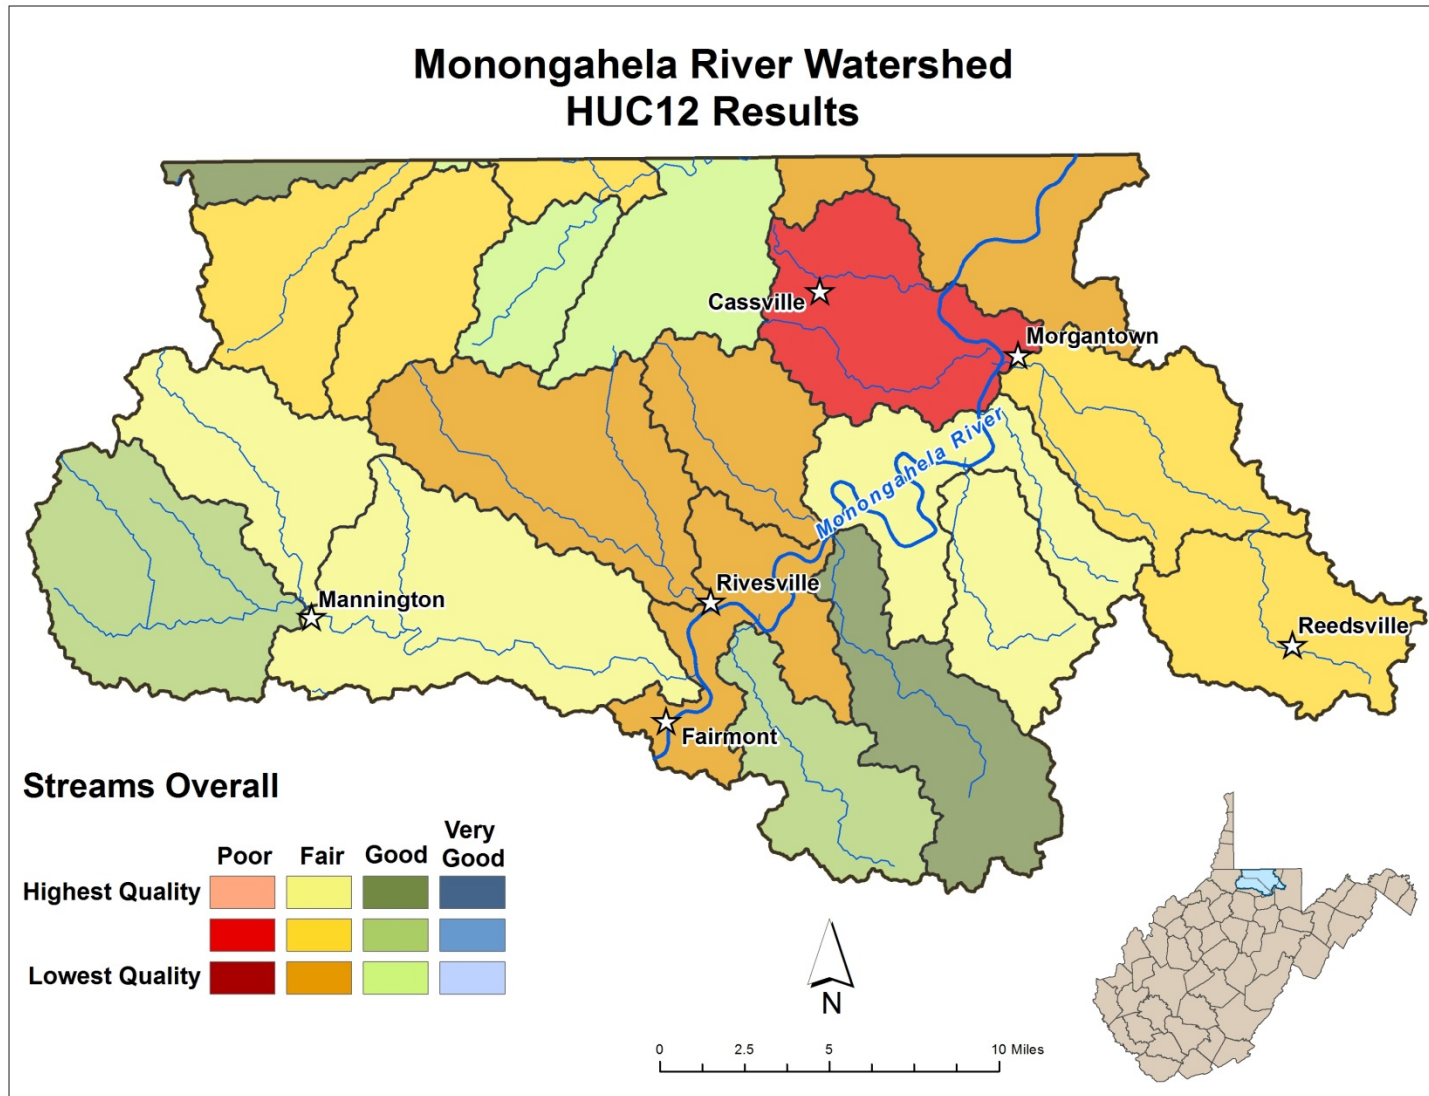 Monongahela River Watershed
HUC12 Results
Cassville
Morgantown
Monongahela River
Rivesville
Mannington
Reedsville
Fairmont
Streams Overall
Poor Fair Good Very Good
Highest Quality
Lowest Quality
N
0 2.5 5 10 Miles